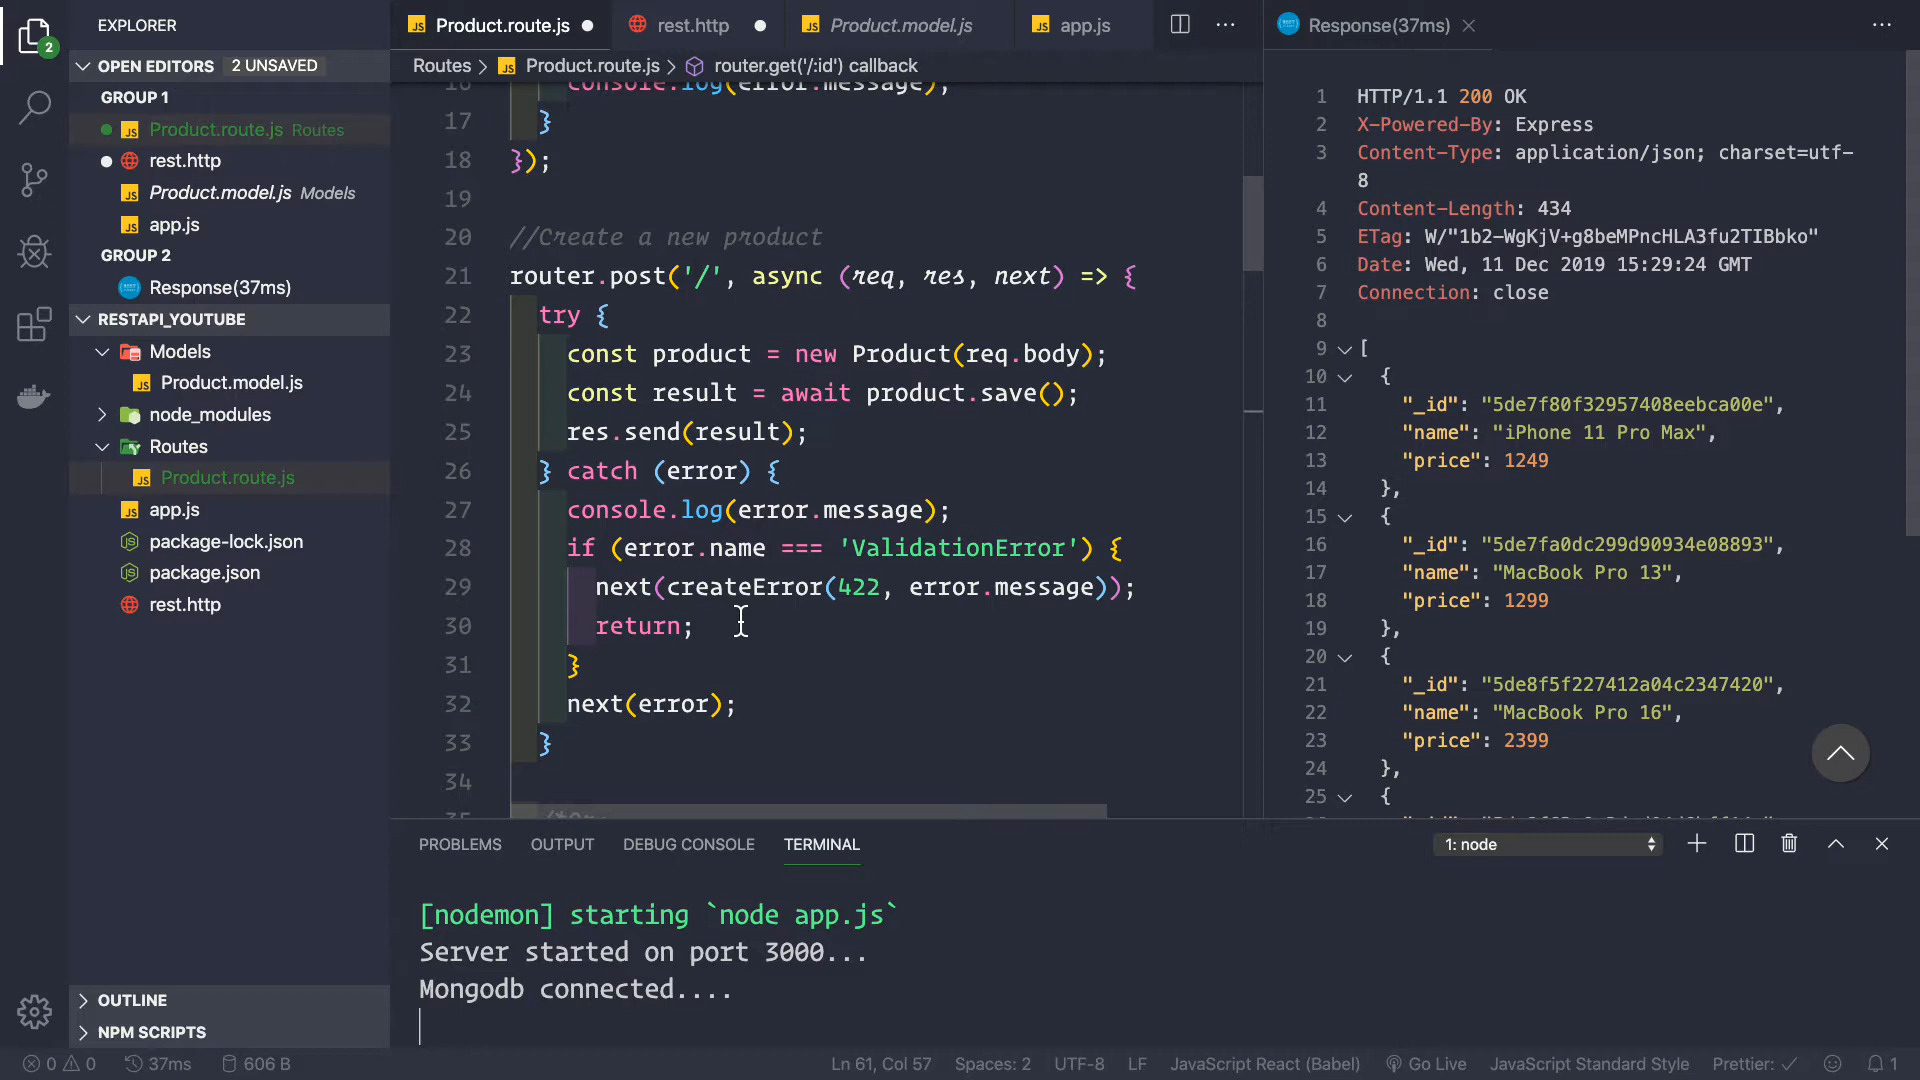 2
EXPLORER
OPEN EDITORS 2 UNSAVED
GROUP 1
Product.route.js Routes
rest.http
Product.model.js Models
app.js
GROUP 2
Response(37ms)
RESTAPI_YOUTUBE
Models
Product.model.js
node_modules
Routes
Product.route.js
app.js
package-lock.json
package.json
rest.http
OUTLINE
NPM SCRIPTS
Product.route.js
rest.http
Product.model.js
app.js
Routes > Product.route.js > router.get('/:id') callback
16 console.log(error.message);
17 }
18 });
19
20 //Create a new product
21 router.post('/', async (req, res, next) => {
22 try {
23 const product = new Product(req.body);
24 const result = await product.save();
25 res.send(result);
26 } catch (error) {
27 console.log(error.message);
28 if (error.name === 'ValidationError') {
29 next(createError(422, error.message));
30 return;
31 }
32 next(error);
33 }
34
35
Response(37ms)
1 HTTP/1.1 200 OK
2 X-Powered-By: Express
3 Content-Type: application/json; charset=utf-
8
4 Content-Length: 434
5 ETag: W/"1b2-WgKjV+g8beMPncHLA3fu2TIBbko"
6 Date: Wed, 11 Dec 2019 15:29:24 GMT
7 Connection: close
8
9 [
10 {
11 "_id": "5de7f80f32957408eebca00e",
12 "name": "iPhone 11 Pro Max",
13 "price": 1249
14 },
15 {
16 "_id": "5de7fa0dc299d90934e08893",
17 "name": "MacBook Pro 13",
18 "price": 1299
19 },
20 {
21 "_id": "5de8f5f227412a04c2347420",
22 "name": "MacBook Pro 16",
23 "price": 2399
24 },
25 {
PROBLEMS OUTPUT DEBUG CONSOLE TERMINAL
1: node
[nodemon] starting `node app.js`
Server started on port 3000...
Mongodb connected....
0 0 37ms 606 B Ln 61, Col 57 Spaces: 2 UTF-8 LF JavaScript React (Babel) Go Live JavaScript Standard Style Prettier: ✓ 1